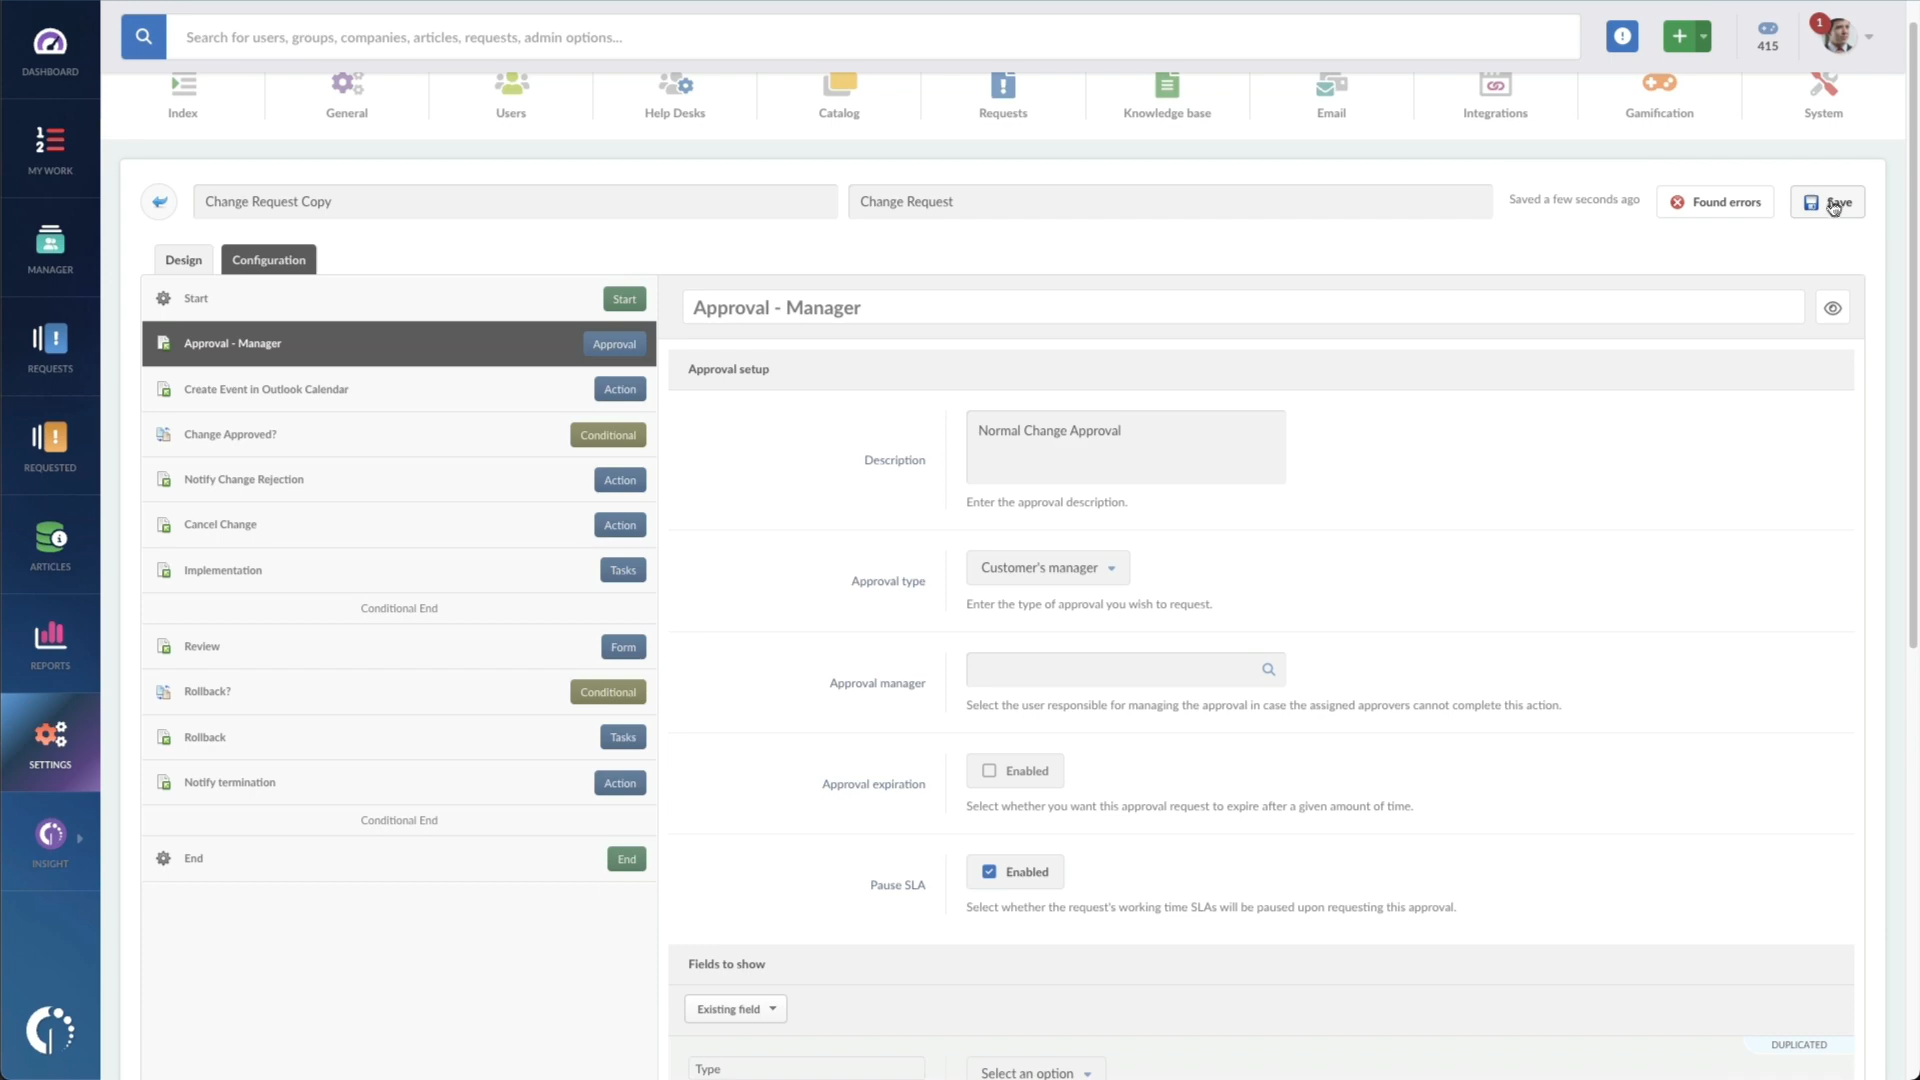 DASHBOARD
Search for users, groups, companies, articles, requests, admin options...
415
1
Index
General
Users
Help Desks
Catalog
Requests
Knowledge base
Email
Integrations
Gamification
System
MY WORK
MANAGER
REQUESTS
REQUESTED
ARTICLES
REPORTS
SETTINGS
INSIGHT
Change Request Copy
Change Request
Saved a few seconds ago
Found errors
Save
Design
Configuration
Start
Start
Approval - Manager
Approval
Create Event in Outlook Calendar
Action
Change Approved?
Conditional
Notify Change Rejection
Action
Cancel Change
Action
Implementation
Tasks
Conditional End
Review
Form
Rollback?
Conditional
Rollback
Tasks
Notify termination
Action
Conditional End
End
End
Approval - Manager
Approval setup
Description
Normal Change Approval
Enter the approval description.
Approval type
Customer's manager
Enter the type of approval you wish to request.
Approval manager
Select the user responsible for managing the approval in case the assigned approvers cannot complete this action.
Approval expiration
Enabled
Select whether you want this approval request to expire after a given amount of time.
Pause SLA
Enabled
Select whether the request's working time SLAs will be paused upon requesting this approval.
Fields to show
Existing field
DUPLICATED
Type
Select an option